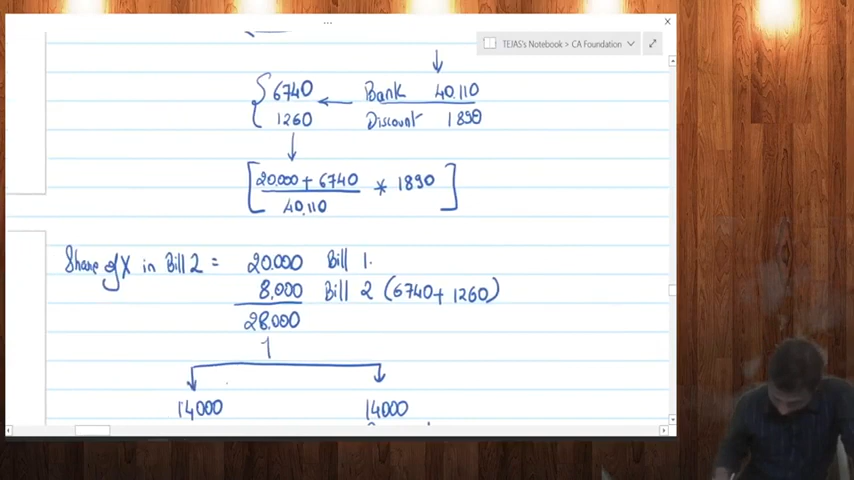 TEJAS's Notebook > CA Foundation
6740 Bank 40.110
1260 Discount 1890
[20.000 + 6740 / 40.110 * 1890]
Share of X in Bill 2 = 20.000 Bill 1.
8.000 Bill 2 (6740 + 1260)
28.000
14000 14000